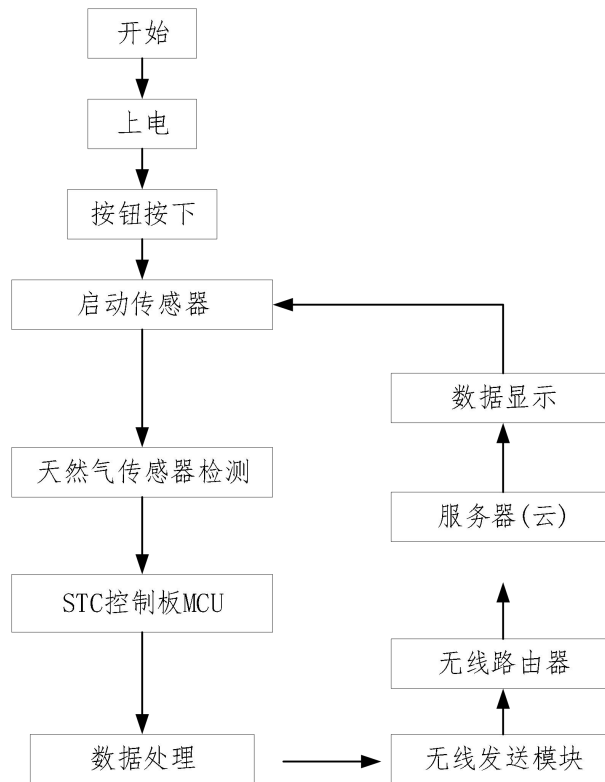 开始
上电
按钮按下
启动传感器
天然气传感器检测
STC控制板MCU
数据处理
无线发送模块
无线路由器
服务器(云)
数据显示